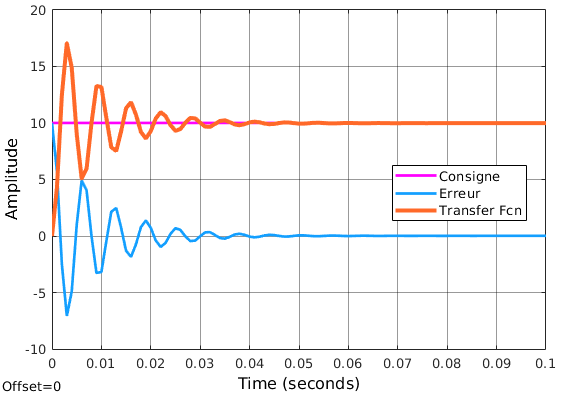 20
15
10
5
0
-5
-10
Amplitude
Consigne
Erreur
Transfer Fcn
0 0.01 0.02 0.03 0.04 0.05 0.06 0.07 0.08 0.09 0.1
Time (seconds)
Offset=0